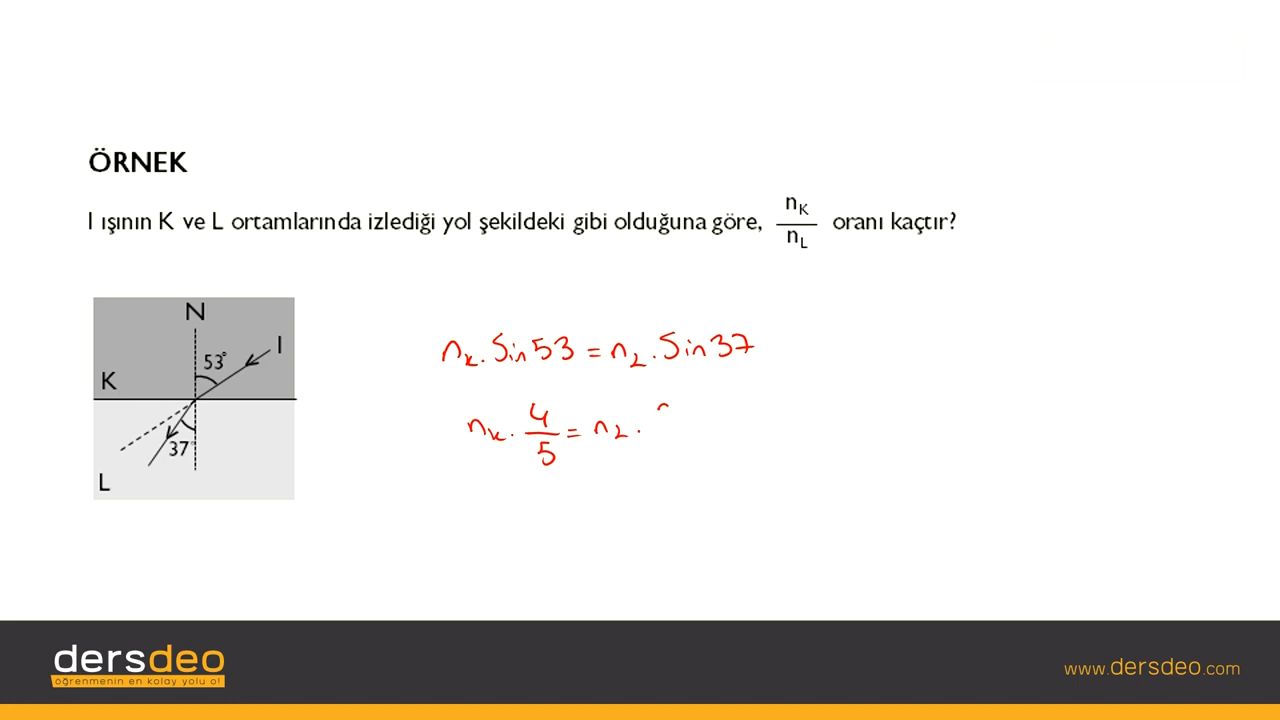 ÖRNEK
I ışının K ve L ortamlarında izlediği yol şekildeki gibi olduğuna göre, nK/nL oranı kaçtır?
N
I
53°
K
37
L
nK . Sin53 = nL . Sin37
nK . 4/5 = nL .
dersdeo
öğrenmenin en kolay yolu o!
www.dersdeo.com